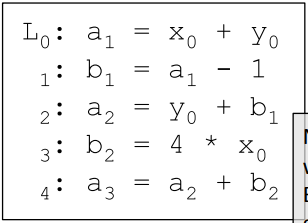 L₀: a₁ = x₀ + y₀
₁: b₁ = a₁ - 1
₂: a₂ = y₀ + b₁
₃: b₂ = 4 * x₀
₄: a₃ = a₂ + b₂